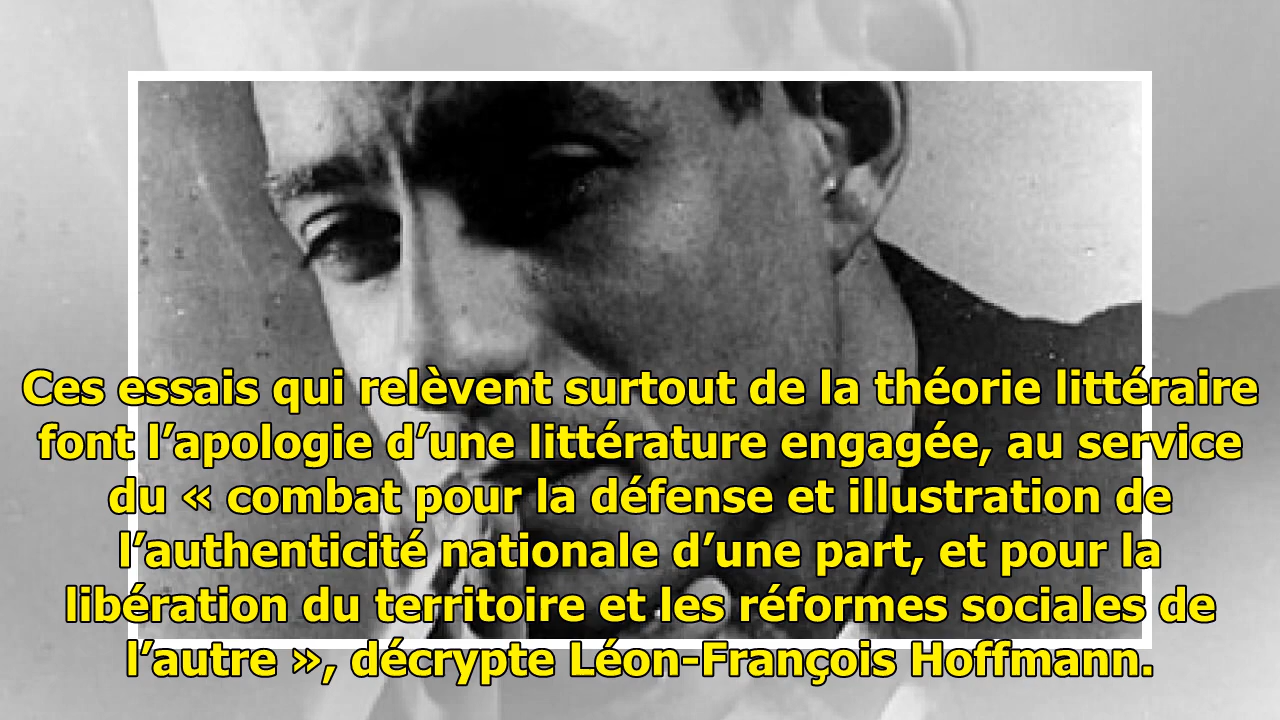 Ces essais qui relèvent surtout de la théorie littéraire
font l’apologie d’une littérature engagée, au service
du « combat pour la défense et illustration de
l’authenticité nationale d’une part, et pour la
libération du territoire et les réformes sociales de
l’autre », décrypte Léon-François Hoffmann.